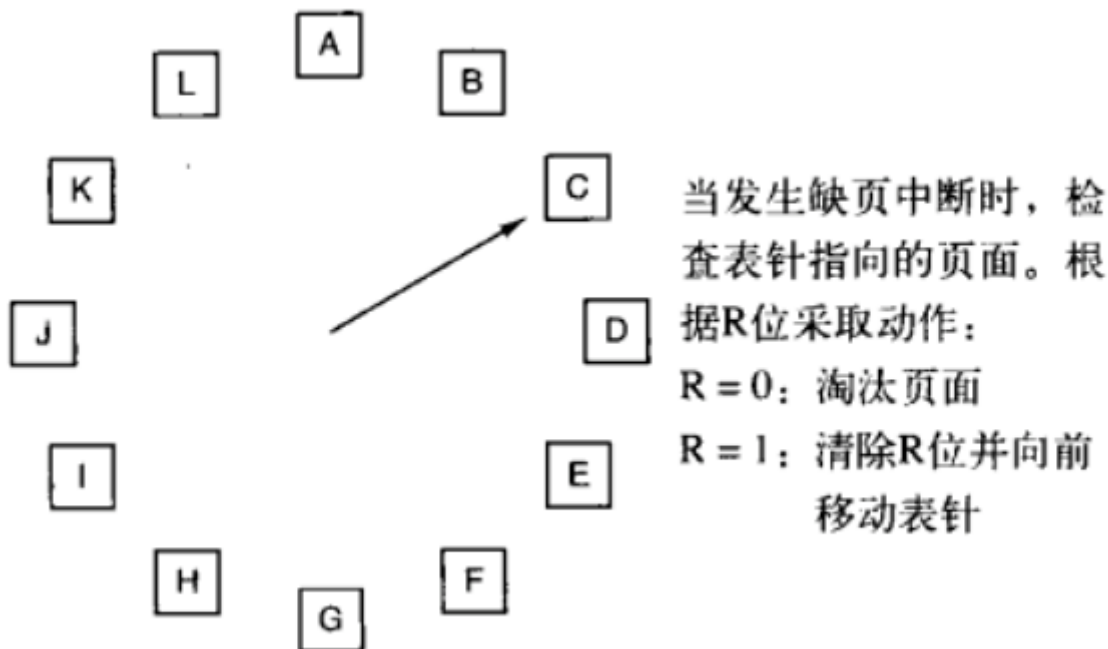 A
B
C
D
E
F
G
H
I
J
K
L
当发生缺页中断时，检
查表针指向的页面。根
据R位采取动作：
R = 0：淘汰页面
R = 1：清除R位并向前
移动表针